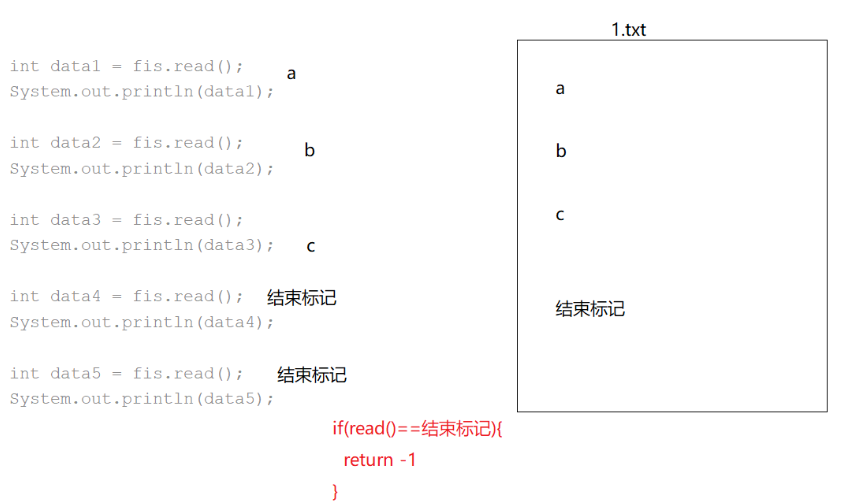 1.txt
int data1 = fis.read();
a
System.out.println(data1);
int data2 = fis.read();
b
System.out.println(data2);
int data3 = fis.read();
System.out.println(data3);
c
int data4 = fis.read();
结束标记
System.out.println(data4);
int data5 = fis.read();
结束标记
System.out.println(data5);
if(read()==结束标记){
return -1
}
a
b
c
结束标记